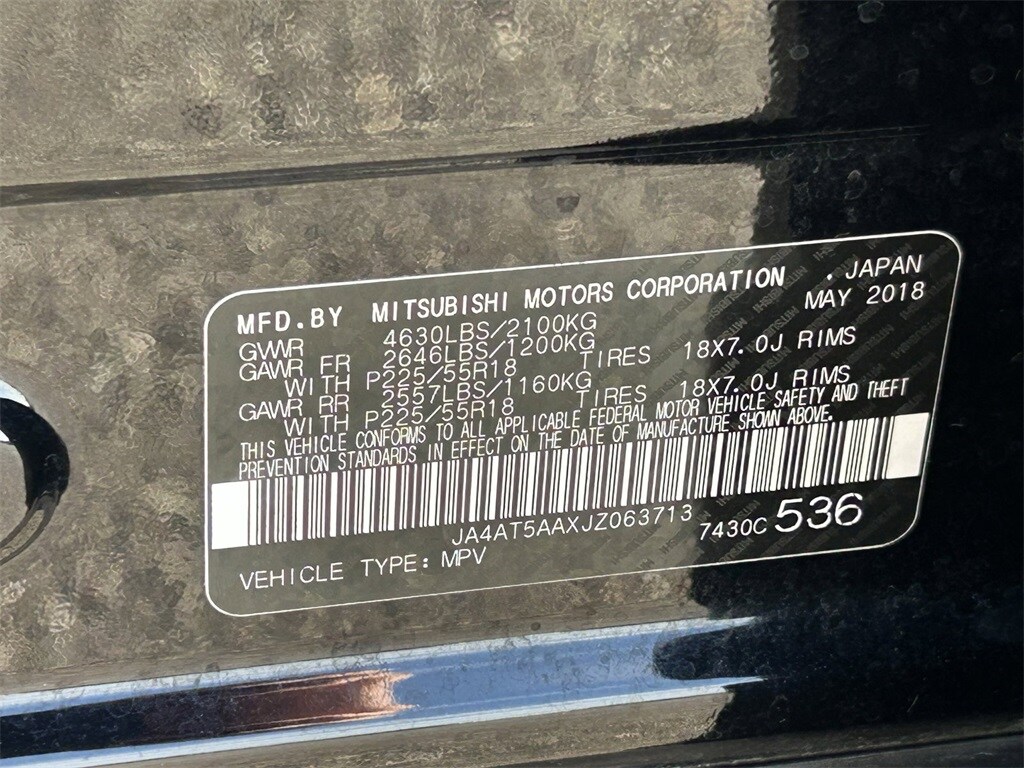 MFD.BY MITSUBISHI MOTORS CORPORATION . JAPAN
MAY 2018
GVWR 4630LBS/2100KG
GAWR FR 2646LBS/1200KG
WITH P225/55R18 TIRES 18X7.0J RIMS
GAWR RR 2557LBS/1160KG
WITH P225/55R18 TIRES 18X7.0J RIMS
THIS VEHICLE CONFORMS TO ALL APPLICABLE FEDERAL MOTOR VEHICLE SAFETY AND THEFT
PREVENTION STANDARDS IN EFFECT ON THE DATE OF MANUFACTURE SHOWN ABOVE.
JA4AT5AAXJZ063713 7430C 536
VEHICLE TYPE: MPV